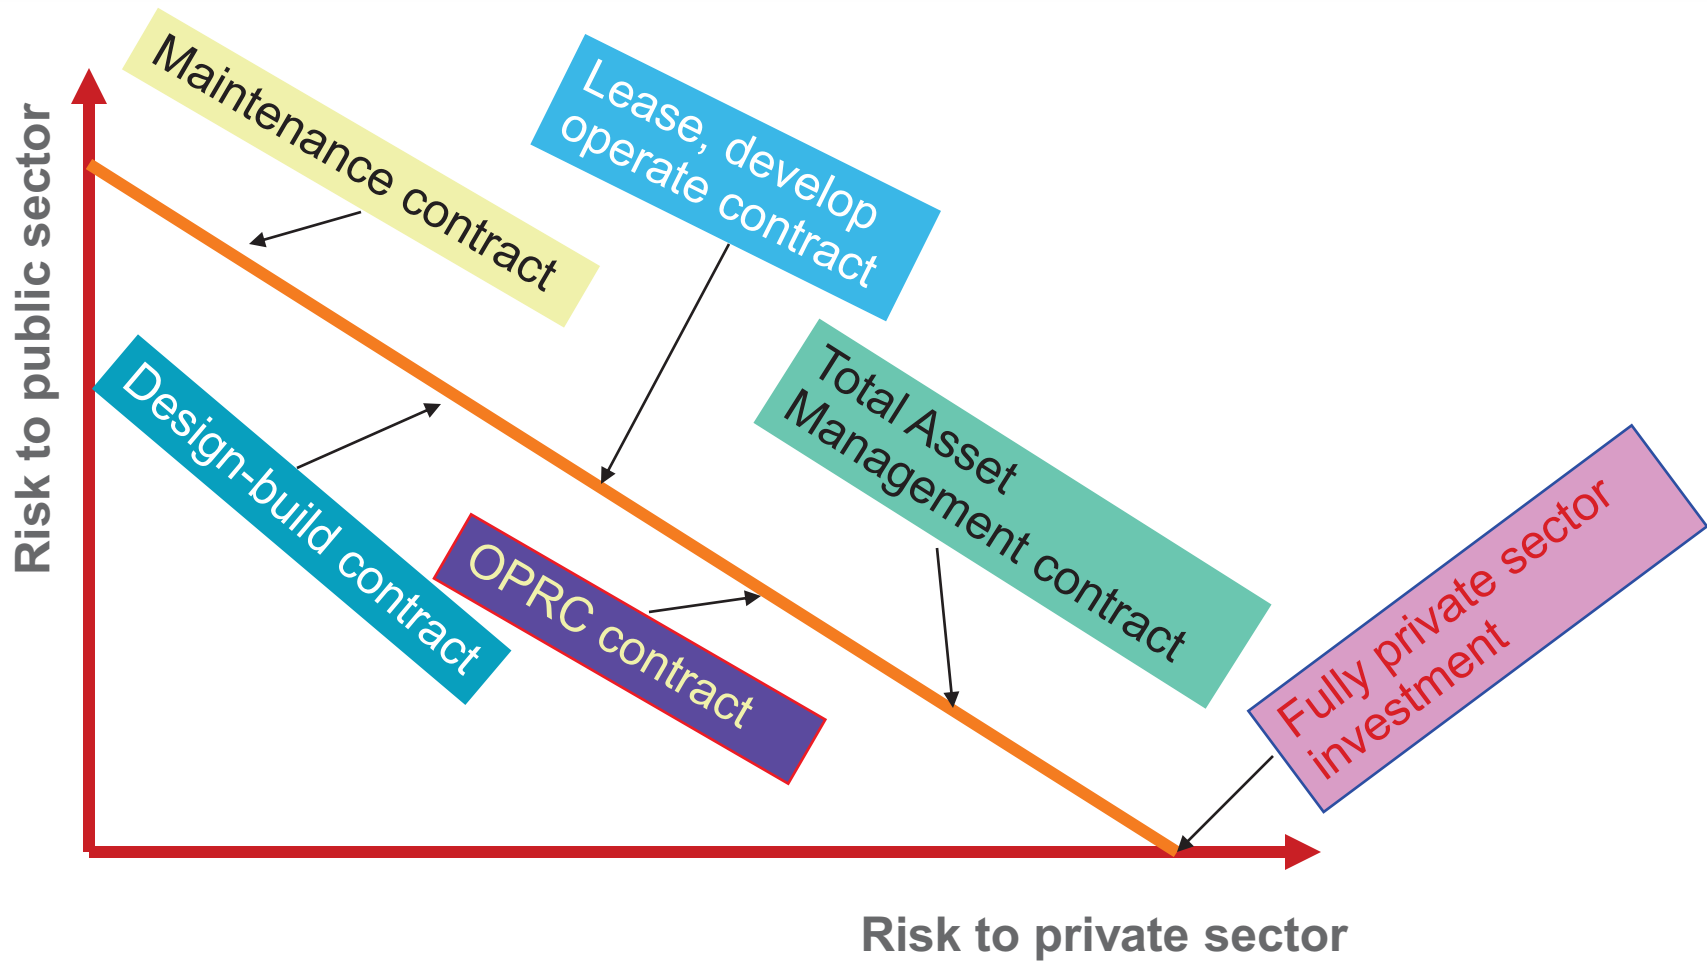 Risk to public sector
Maintenance contract
Lease, develop
operate contract
Design-build contract
OPRC contract
Total Asset
Management contract
Fully private sector
investment
Risk to private sector